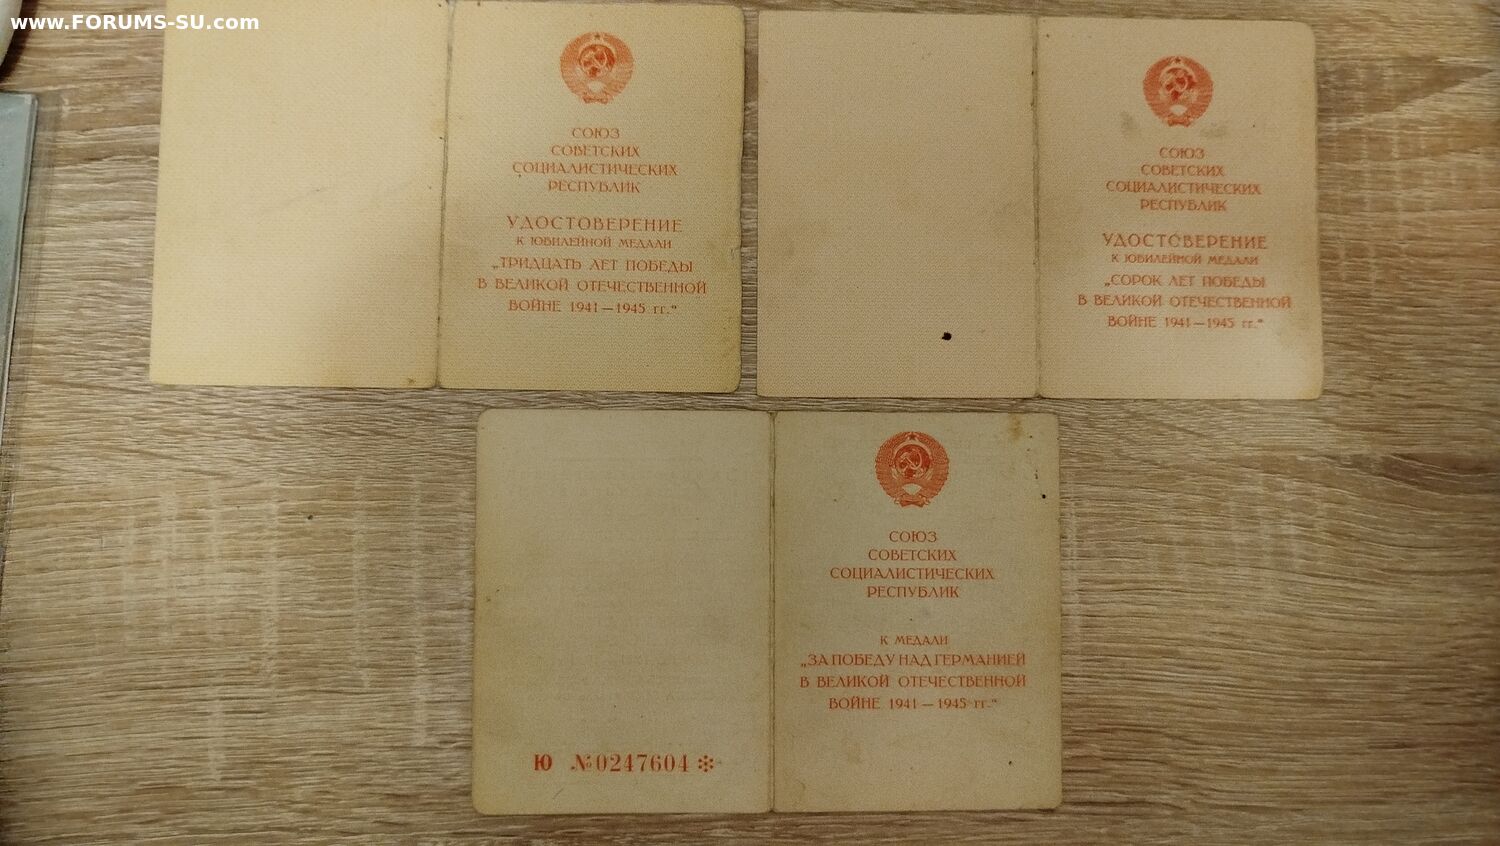 www.FORUMS-SU.com
СОЮЗ
СОВЕТСКИХ
СОЦИАЛИСТИЧЕСКИХ
РЕСПУБЛИК
УДОСТОВЕРЕНИЕ
К ЮБИЛЕЙНОЙ МЕДАЛИ
„ТРИДЦАТЬ ЛЕТ ПОБЕДЫ
В ВЕЛИКОЙ ОТЕЧЕСТВЕННОЙ
ВОЙНЕ 1941—1945 гг.“
СОЮЗ
СОВЕТСКИХ
СОЦИАЛИСТИЧЕСКИХ
РЕСПУБЛИК
УДОСТОВЕРЕНИЕ
К ЮБИЛЕЙНОЙ МЕДАЛИ
„СОРОК ЛЕТ ПОБЕДЫ
В ВЕЛИКОЙ ОТЕЧЕСТВЕННОЙ
ВОЙНЕ 1941—1945 гг.“
Ю №0247604 ✻
СОЮЗ
СОВЕТСКИХ
СОЦИАЛИСТИЧЕСКИХ
РЕСПУБЛИК
К МЕДАЛИ
„ЗА ПОБЕДУ НАД ГЕРМАНИЕЙ
В ВЕЛИКОЙ ОТЕЧЕСТВЕННОЙ
ВОЙНЕ 1941—1945 гг.“